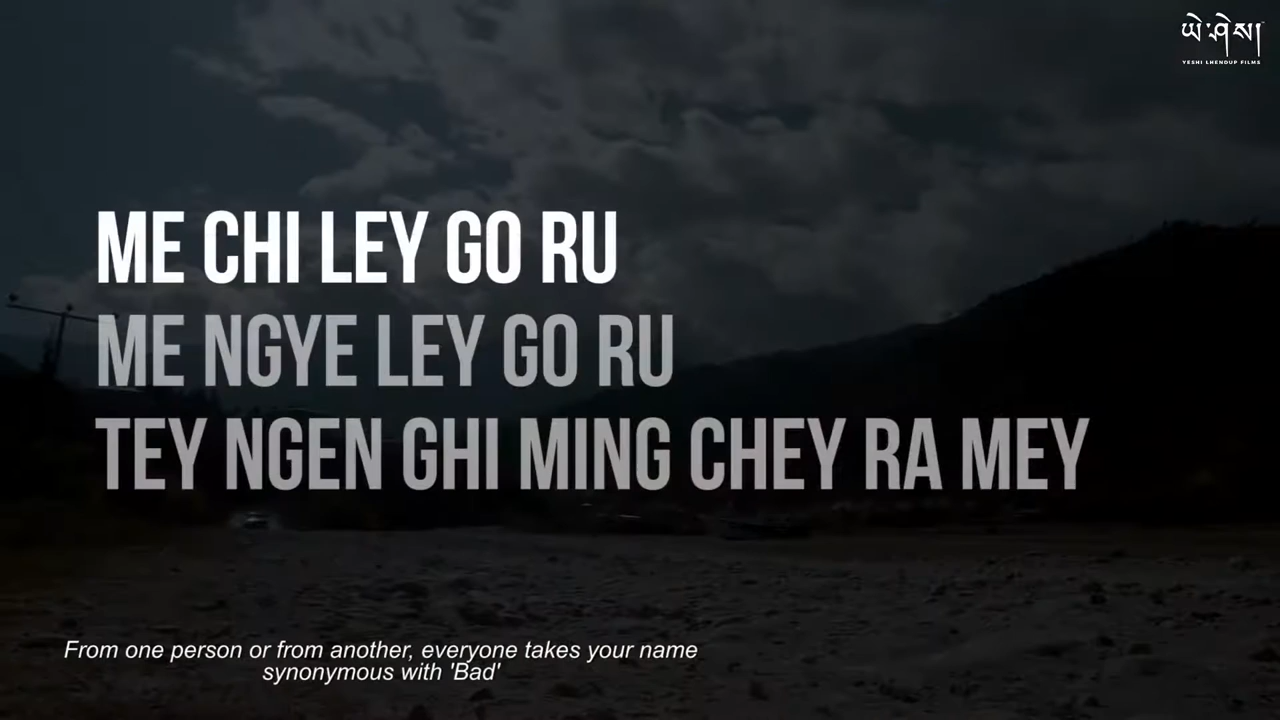 ཡེ་ཤེས།
YESHI LHENDUP FILMS
ME CHI LEY GO RU
ME NGYE LEY GO RU
TEY NGEN GHI MING CHEY RA MEY
From one person or from another, everyone takes your name
synonymous with 'Bad'